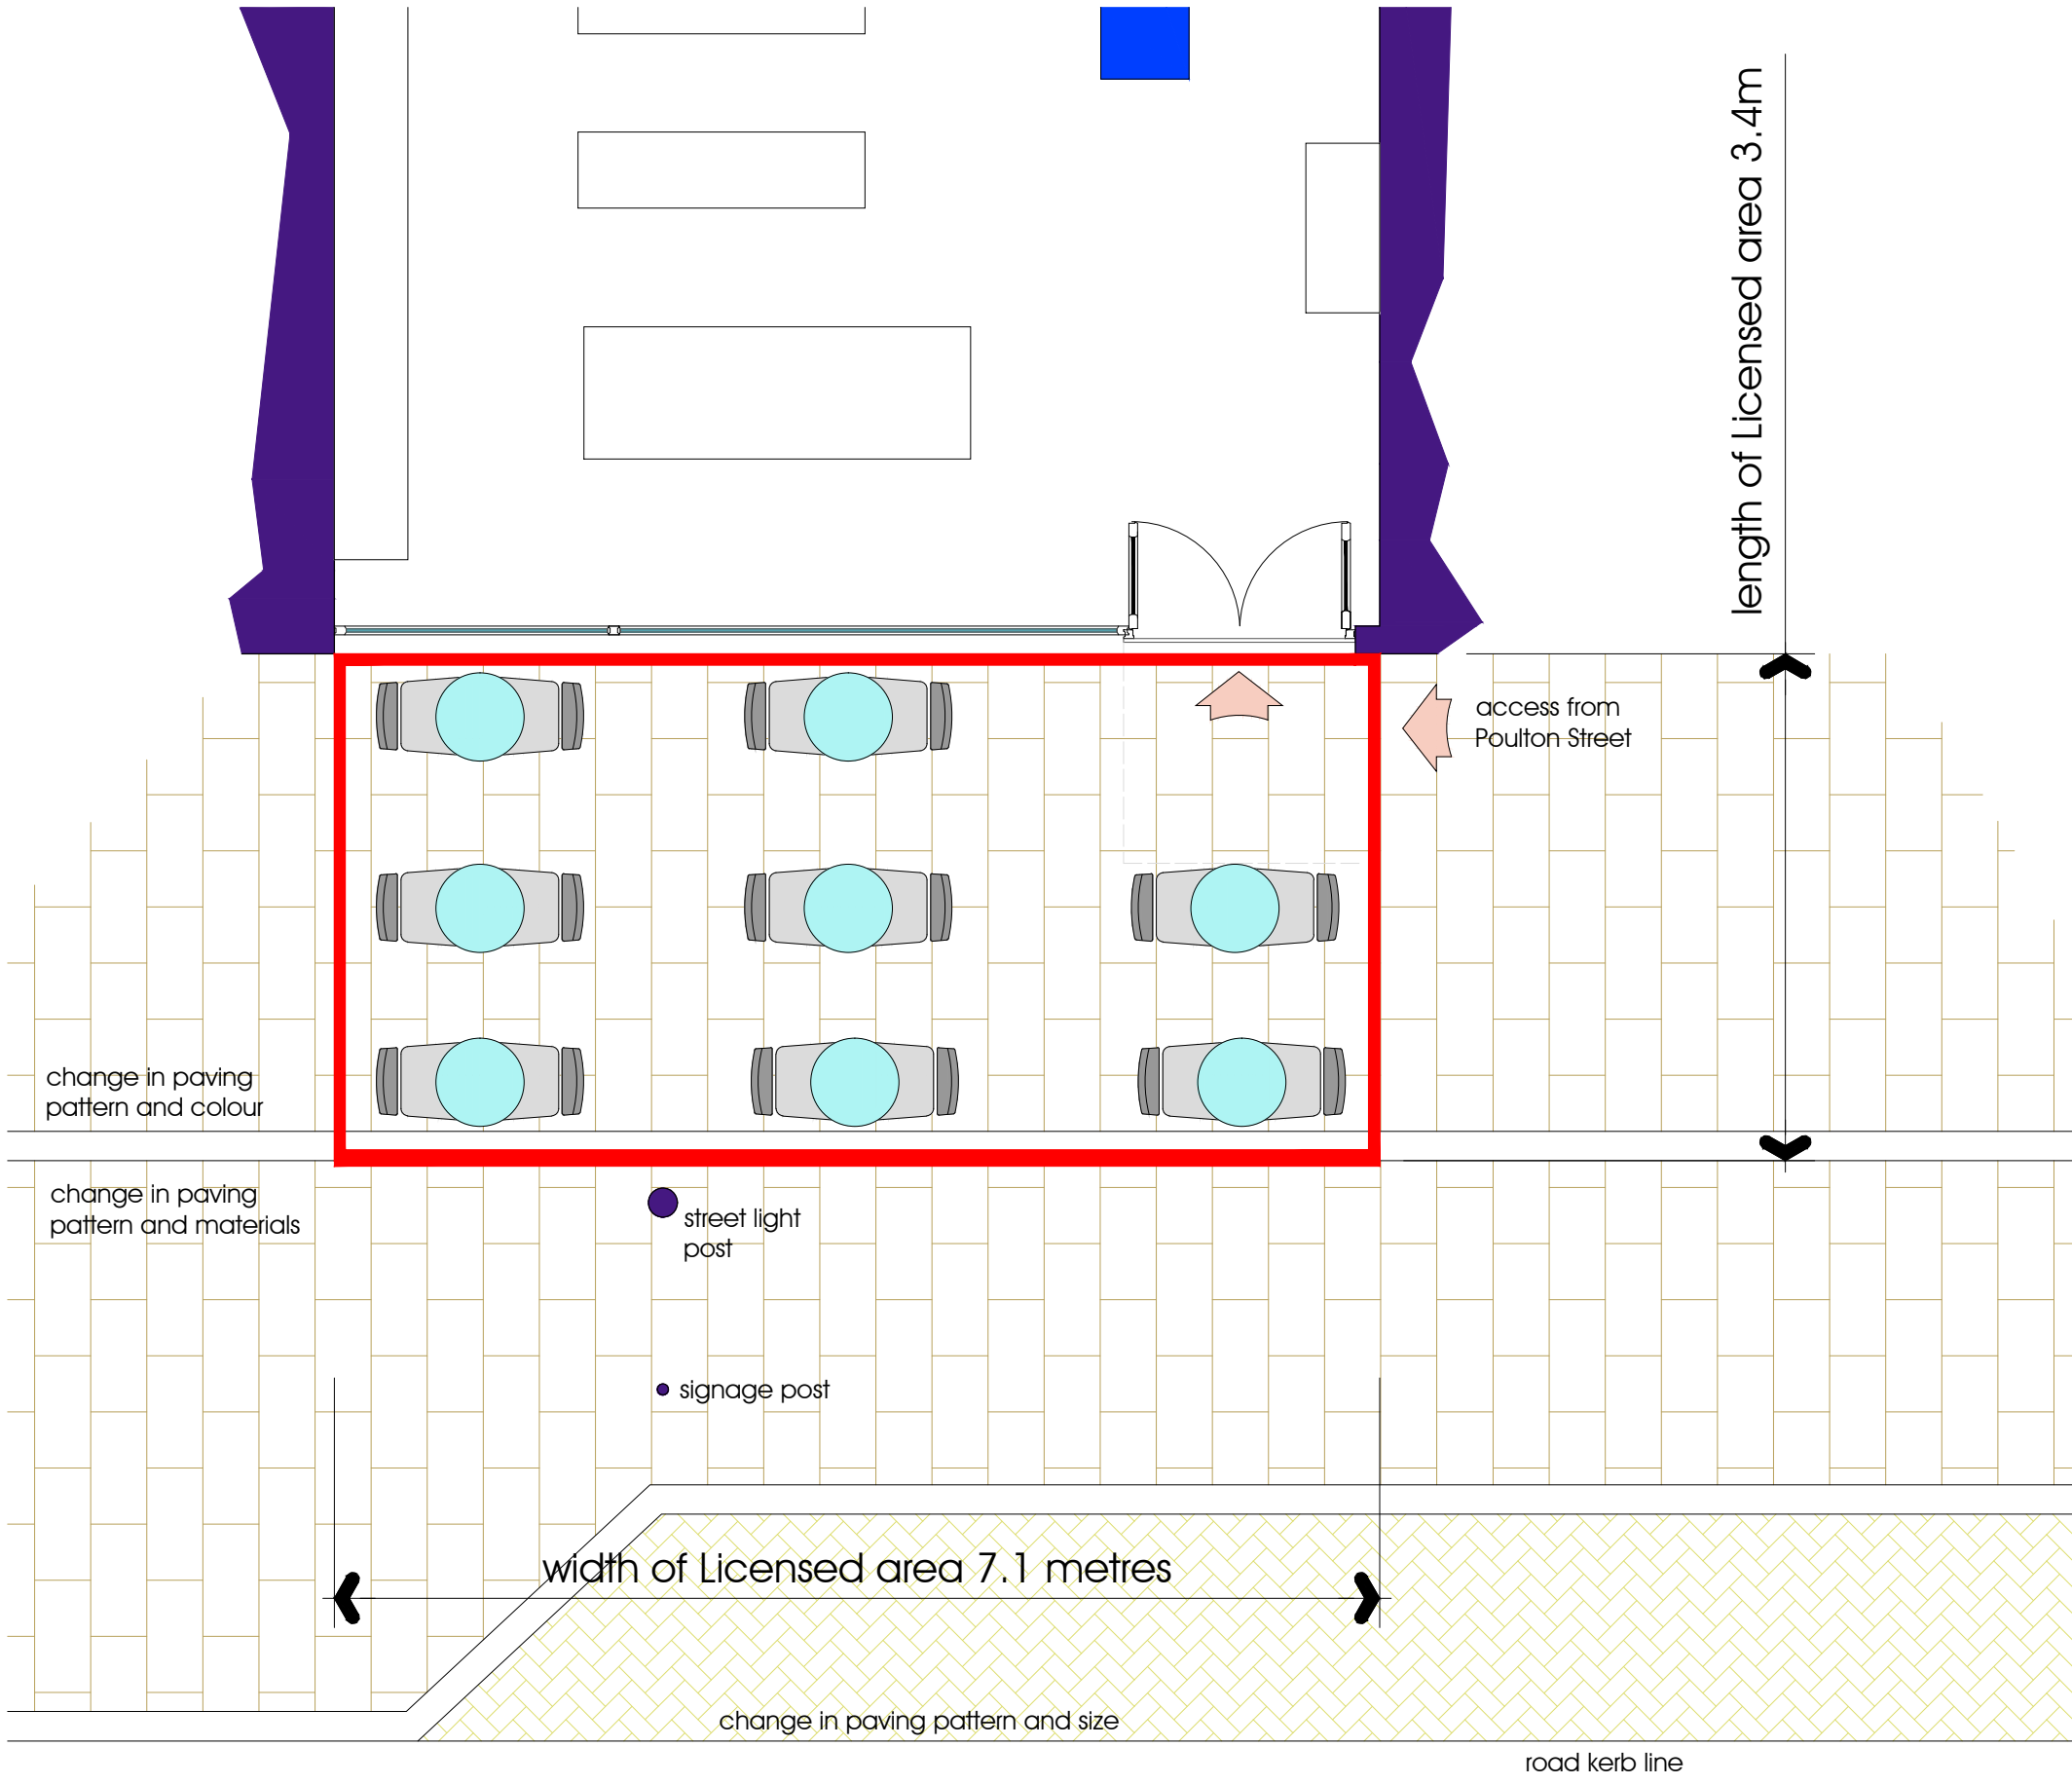 length of Licensed area 3.4m
access from
Poulton Street
change in paving
pattern and colour
change in paving
pattern and materials
street light
post
signage post
width of Licensed area 7.1 metres
change in paving pattern and size
road kerb line